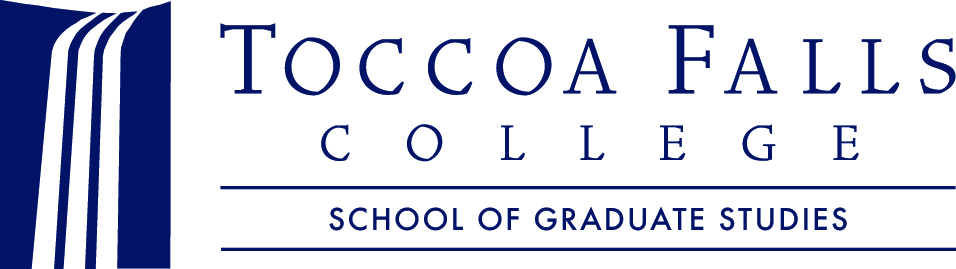 TOCCOA FALLS
COLLEGE
SCHOOL OF GRADUATE STUDIES